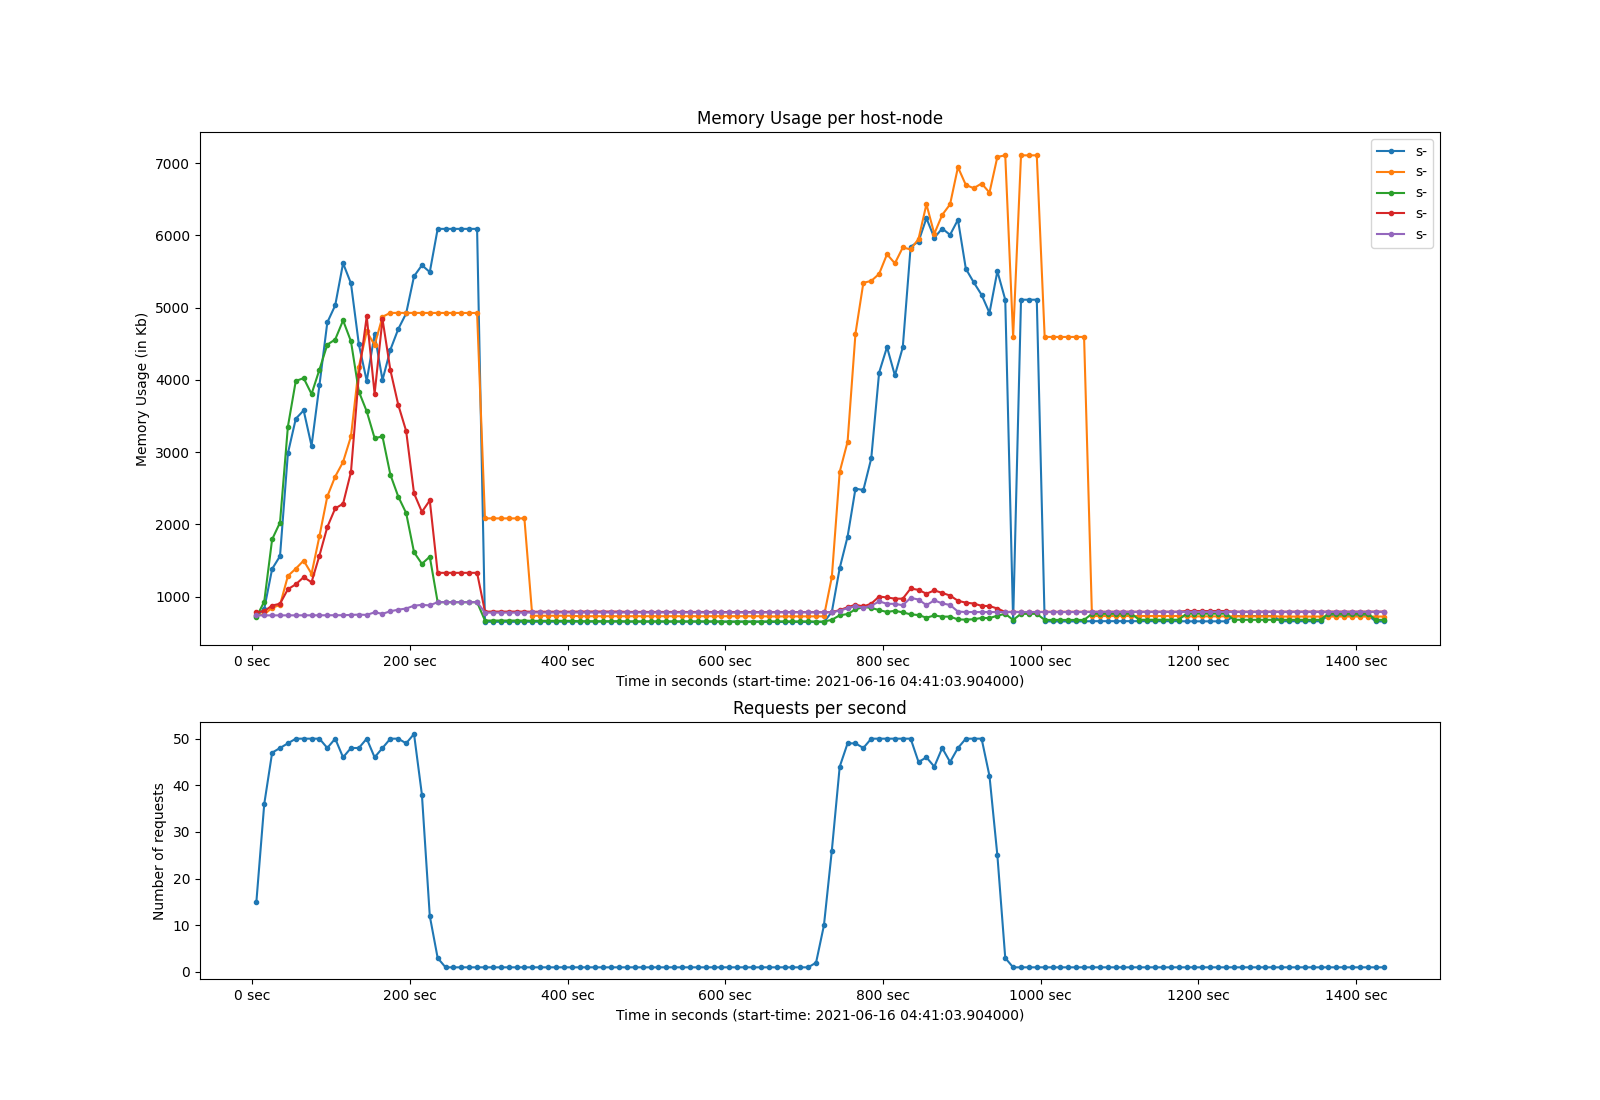 Memory Usage per host-node
Memory Usage (in Kb)
7000
6000
5000
4000
3000
2000
1000
s-
s-
s-
s-
s-
0 sec 200 sec 400 sec 600 sec 800 sec 1000 sec 1200 sec 1400 sec
Time in seconds (start-time: 2021-06-16 04:41:03.904000)
Requests per second
Number of requests
50
40
30
20
10
0
0 sec 200 sec 400 sec 600 sec 800 sec 1000 sec 1200 sec 1400 sec
Time in seconds (start-time: 2021-06-16 04:41:03.904000)